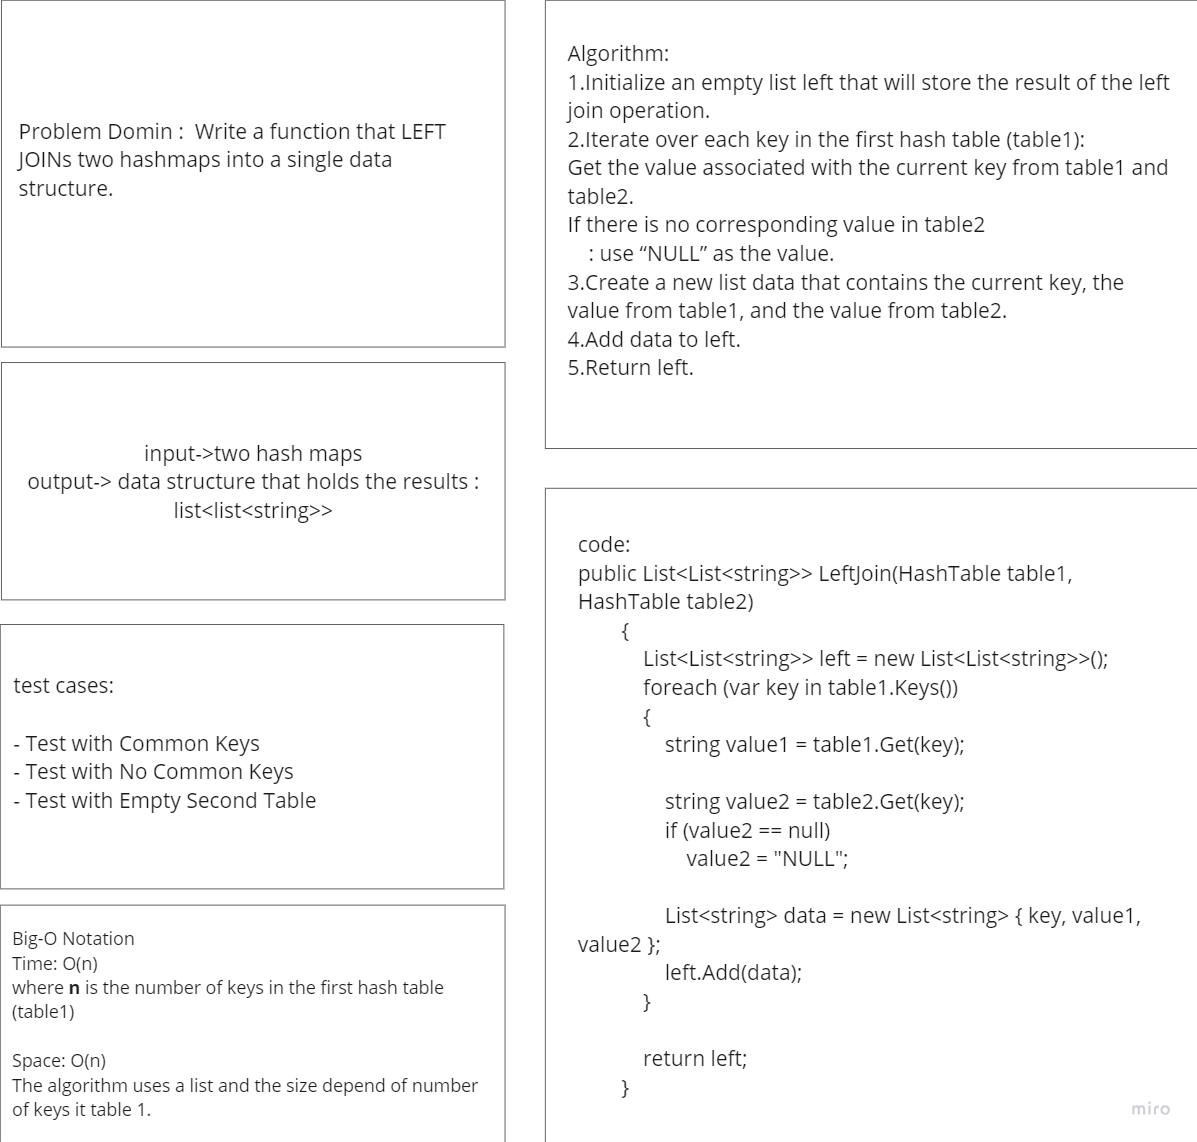 Problem Domin :  Write a function that LEFT
JOINs two hashmaps into a single data
structure.
input->two hash maps
output-> data structure that holds the results :
list<list<string>>
test cases:
- Test with Common Keys
- Test with No Common Keys
- Test with Empty Second Table
Big-O Notation
Time: O(n)
where n is the number of keys in the first hash table
(table1)
Space: O(n)
The algorithm uses a list and the size depend of number
of keys it table 1.
Algorithm:
1.Initialize an empty list left that will store the result of the left
join operation.
2.Iterate over each key in the first hash table (table1):
Get the value associated with the current key from table1 and
table2.
If there is no corresponding value in table2
: use “NULL” as the value.
3.Create a new list data that contains the current key, the
value from table1, and the value from table2.
4.Add data to left.
5.Return left.
code:
public List<List<string>> LeftJoin(HashTable table1,
HashTable table2)
{
List<List<string>> left = new List<List<string>>();
foreach (var key in table1.Keys())
{
string value1 = table1.Get(key);
string value2 = table2.Get(key);
if (value2 == null)
value2 = "NULL";
List<string> data = new List<string> { key, value1,
value2 };
left.Add(data);
}
return left;
}
miro